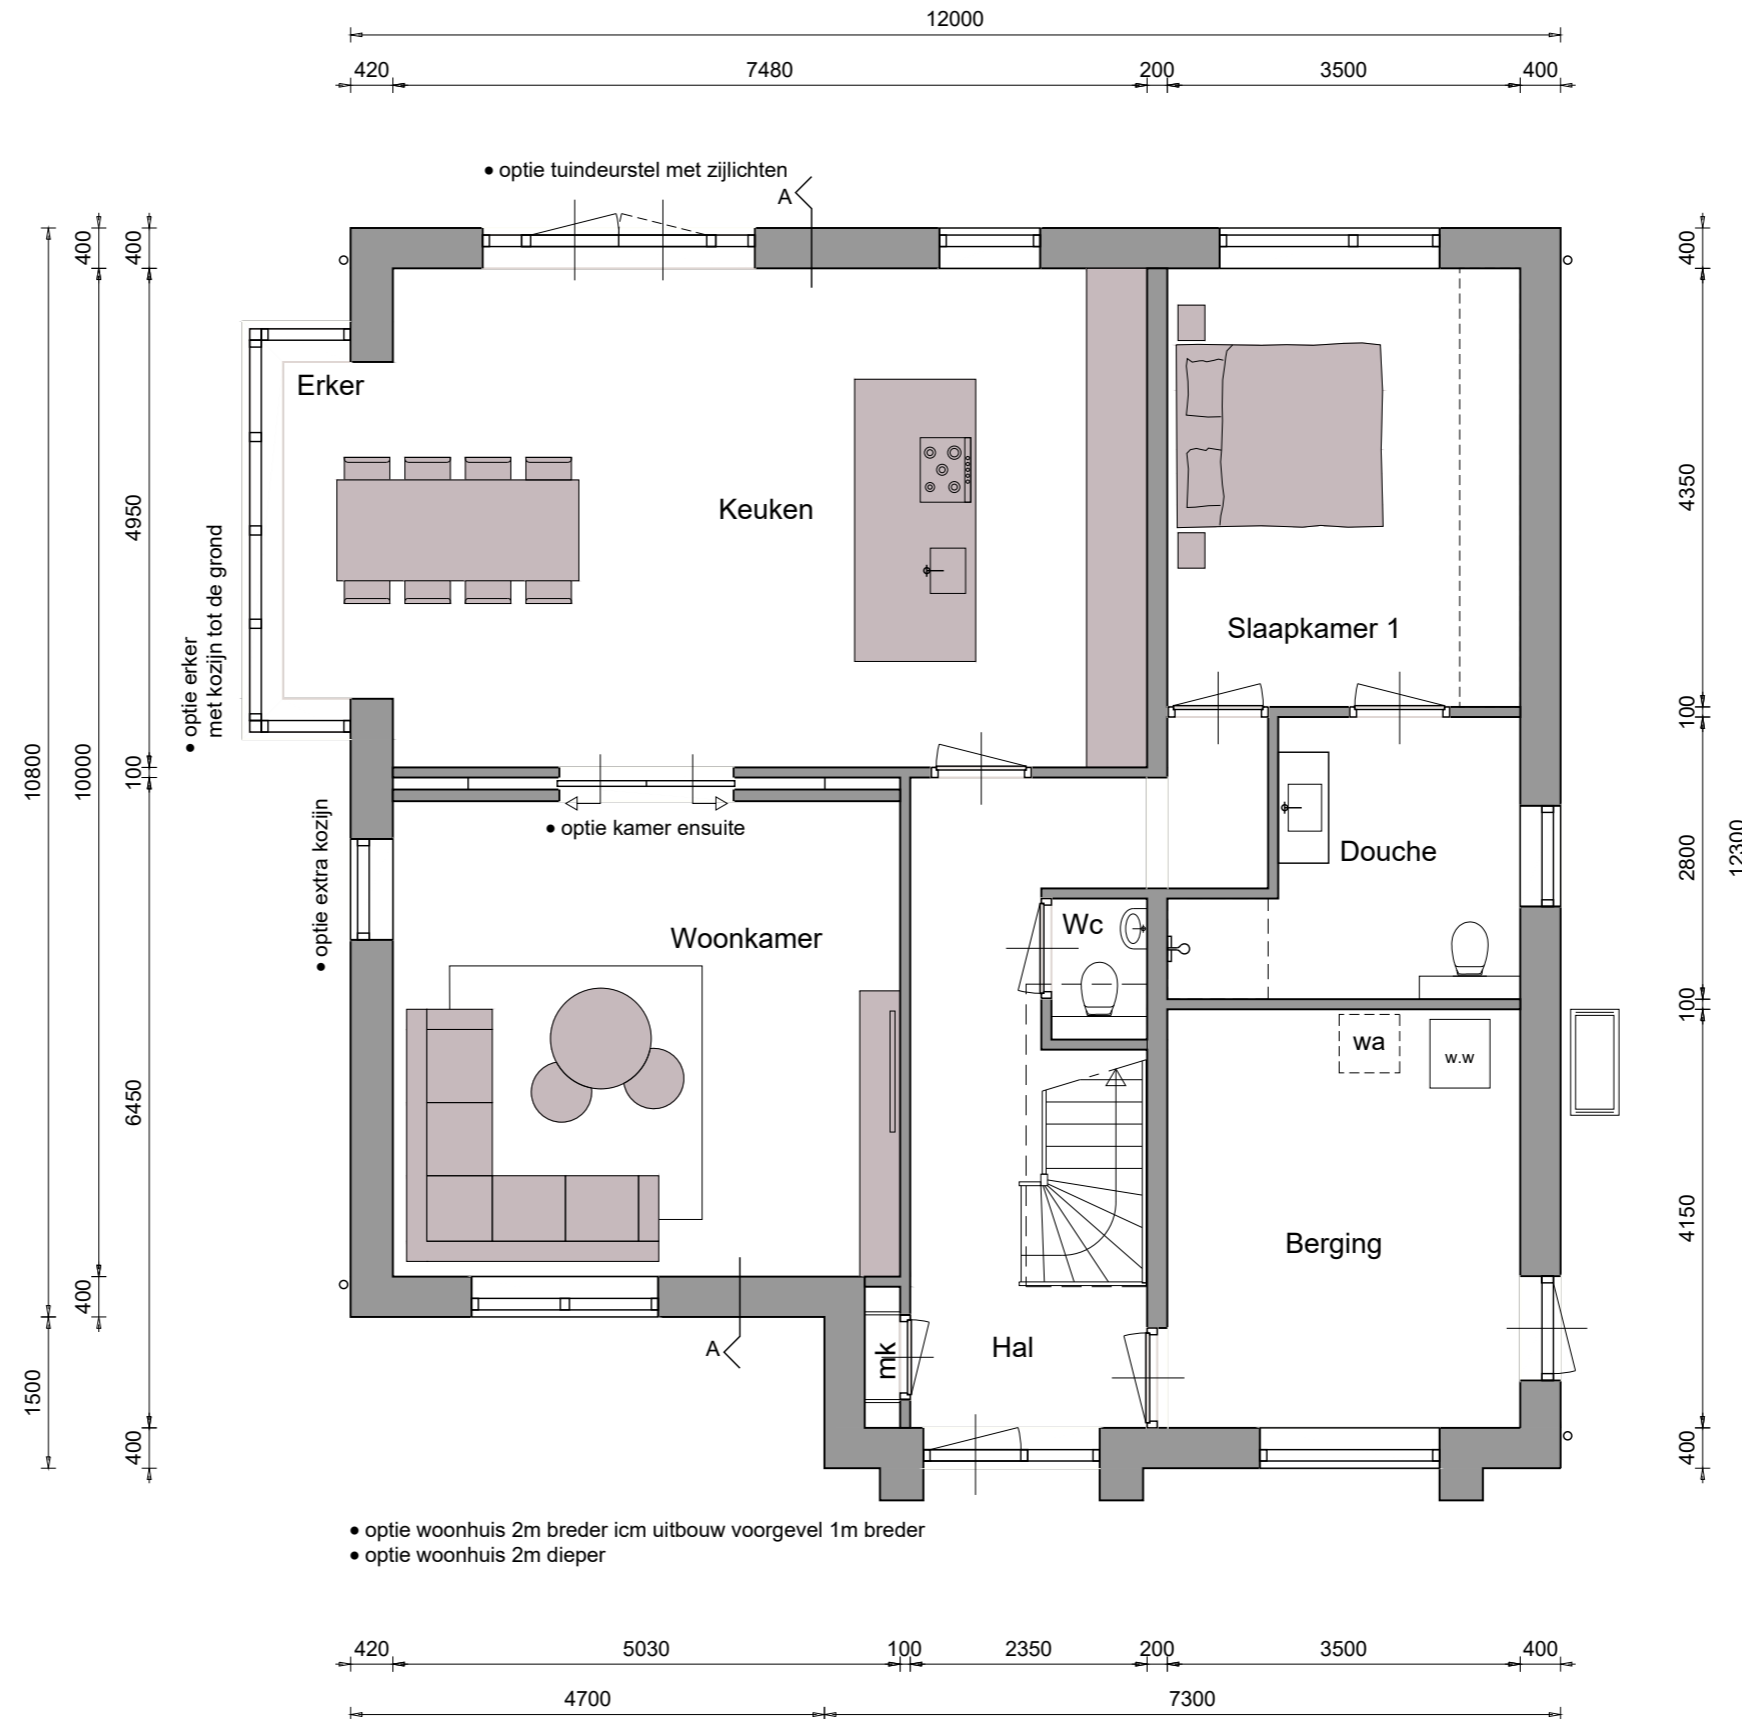 12000
420 7480 200 3500 400
• optie tuindeurstel met zijlichten
A
400
400
400
Erker
Keuken
4950
4350
• optie erker
met kozijn tot de grond
Slaapkamer 1
100
10800
10000
100
• optie kamer ensuite
• optie extra kozijn
Douche
2800
12300
Woonkamer
Wc
100
wa
w.w
6450
4150
Berging
400
A
mk
Hal
1500
400
400
• optie woonhuis 2m breder icm uitbouw voorgevel 1m breder
• optie woonhuis 2m dieper
420 5030 100 2350 200 3500 400
4700 7300